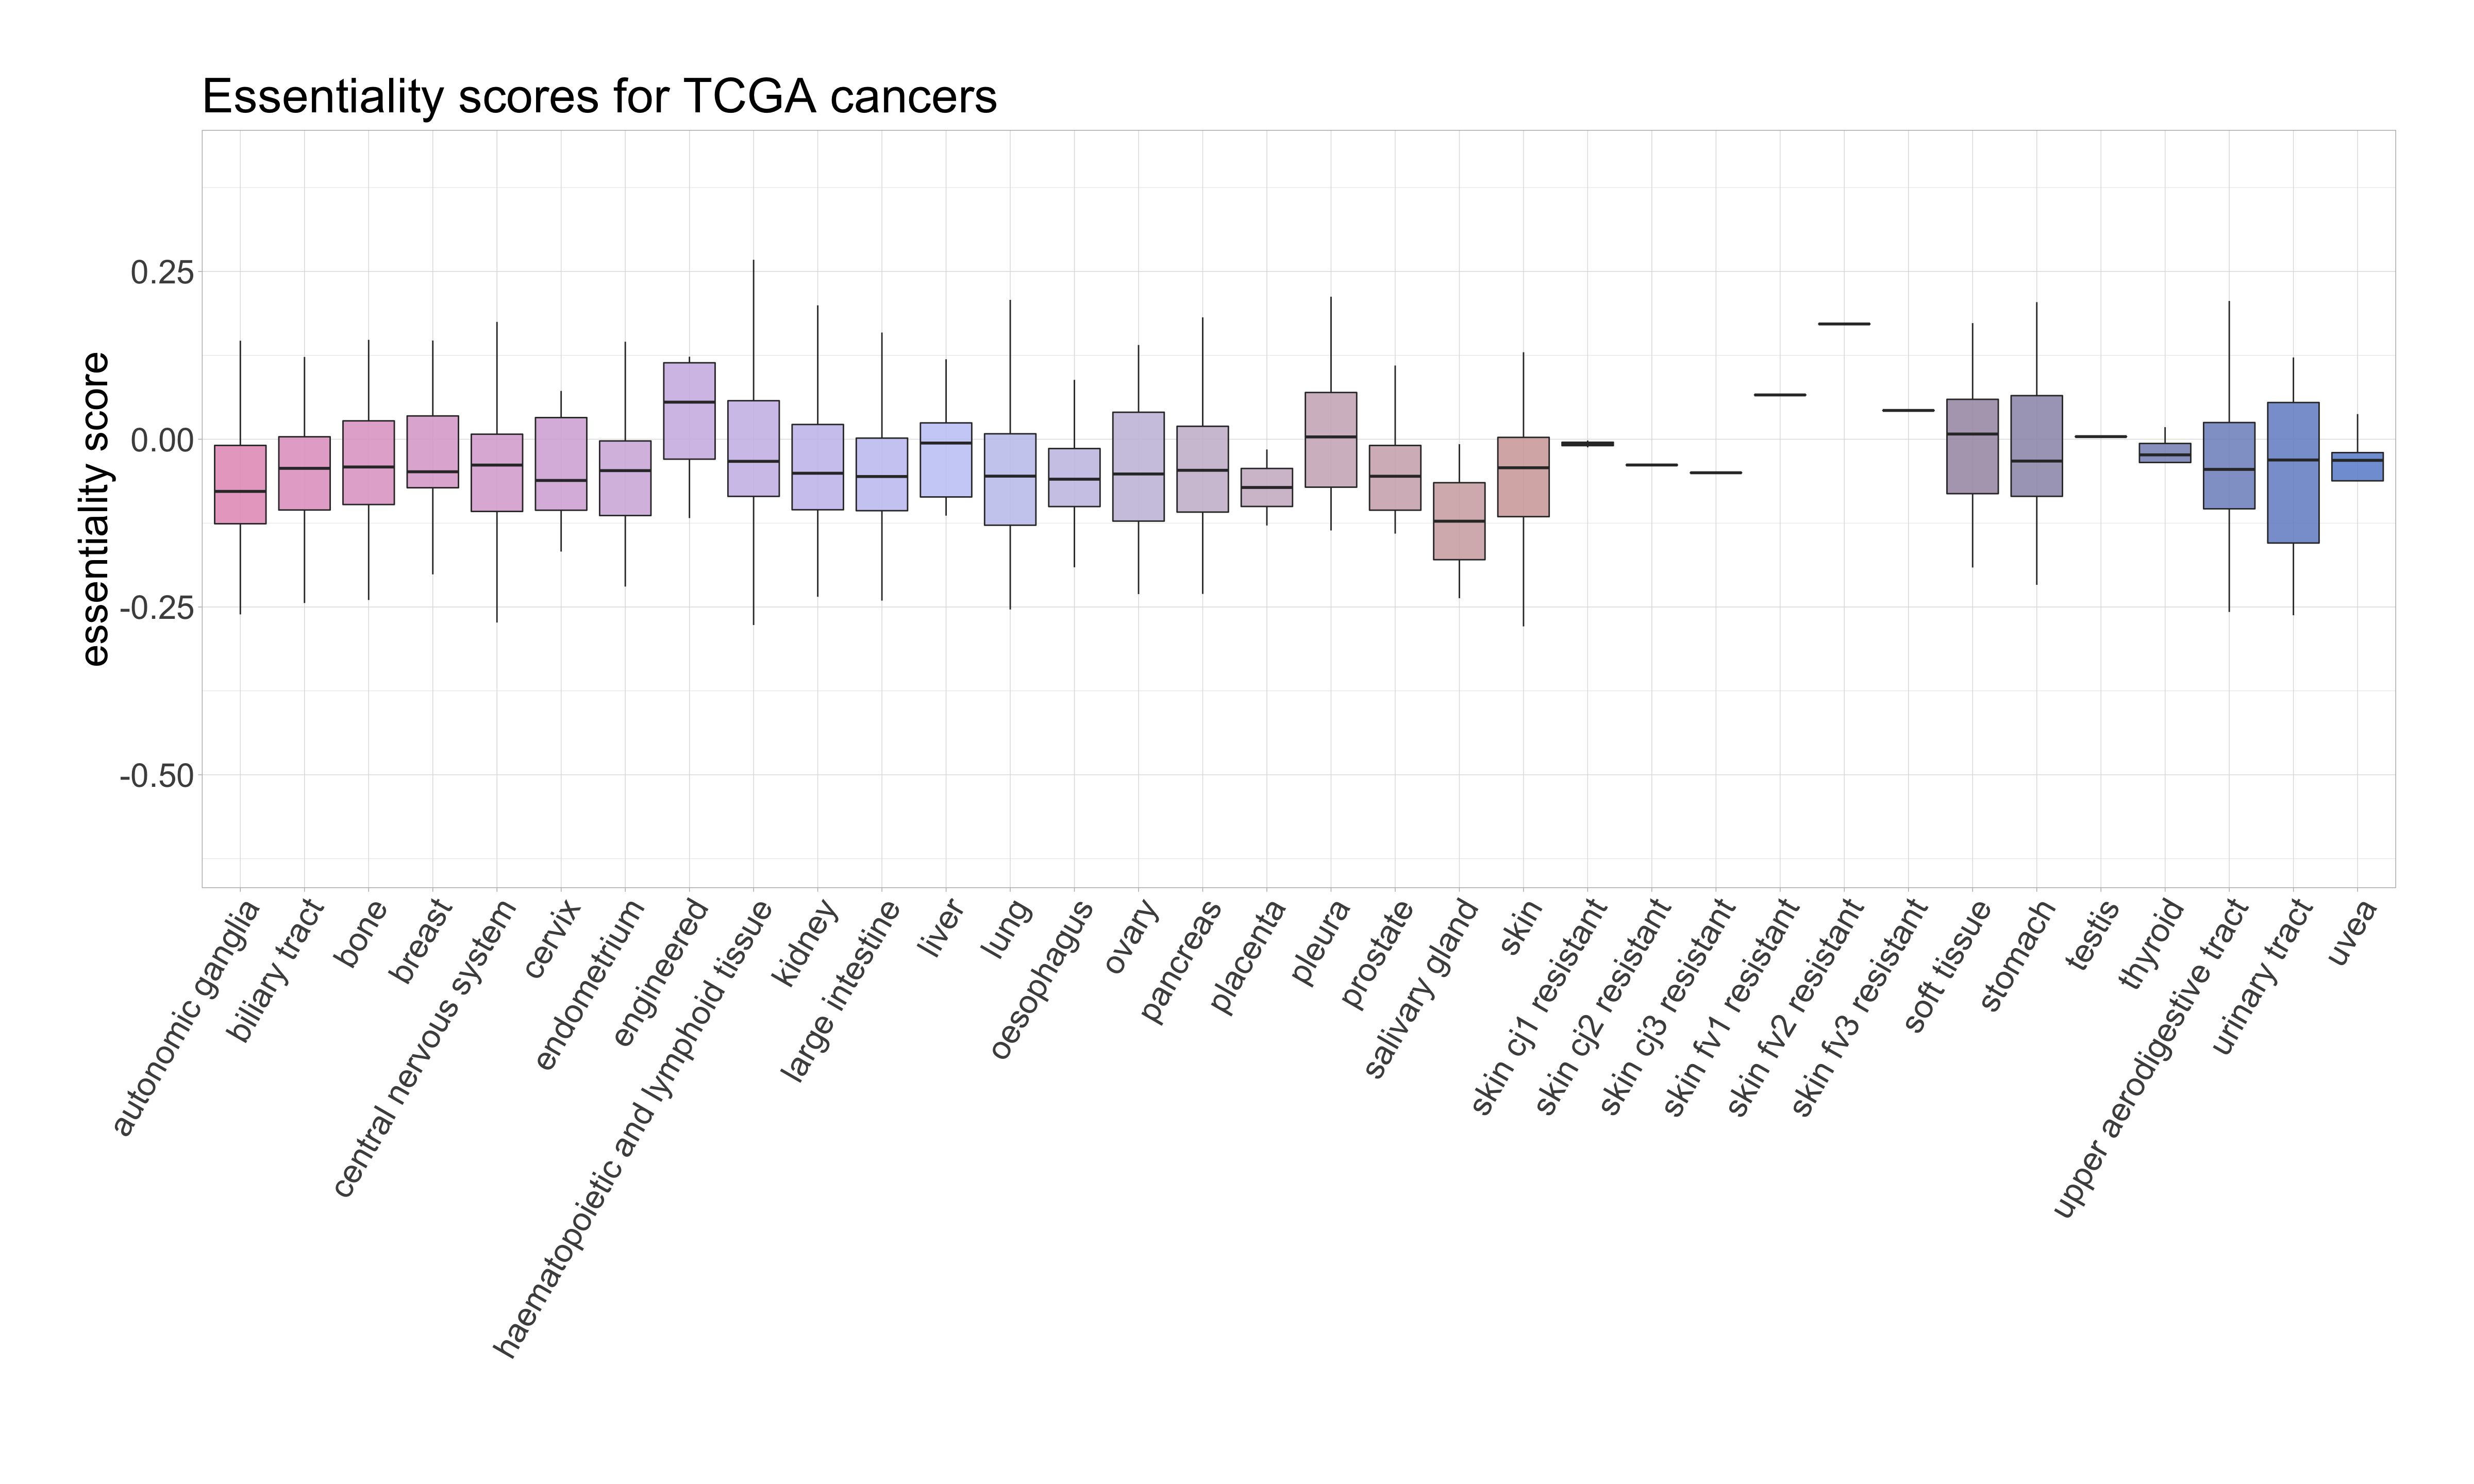 Essentiality scores for TCGA cancers
essentiality score
0.25
0.00
-0.25
-0.50
autonomic ganglia
biliary tract
bone
breast
central nervous system
cervix
endometrium
engineered
haematopoietic and lymphoid tissue
kidney
large intestine
liver
lung
oesophagus
ovary
pancreas
placenta
pleura
prostate
salivary gland
skin
skin cj1 resistant
skin cj2 resistant
skin cj3 resistant
skin fv1 resistant
skin fv2 resistant
skin fv3 resistant
soft tissue
stomach
testis
thyroid
upper aerodigestive tract
urinary tract
uvea